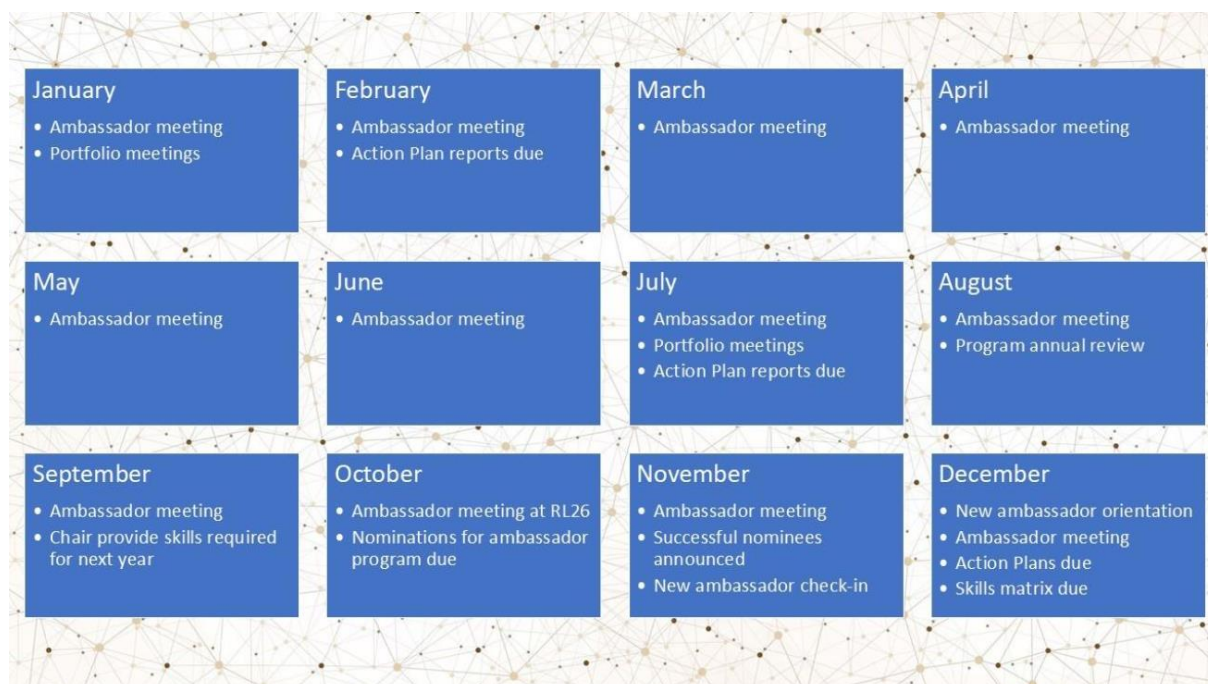 January
• Ambassador meeting
• Portfolio meetings
February
• Ambassador meeting
• Action Plan reports due
March
• Ambassador meeting
April
• Ambassador meeting
May
• Ambassador meeting
June
• Ambassador meeting
July
• Ambassador meeting
• Portfolio meetings
• Action Plan reports due
August
• Ambassador meeting
• Program annual review
September
• Ambassador meeting
• Chair provide skills required
for next year
October
• Ambassador meeting at RL26
• Nominations for ambassador
program due
November
• Ambassador meeting
• Successful nominees
announced
• New ambassador check-in
December
• New ambassador orientation
• Ambassador meeting
• Action Plans due
• Skills matrix due